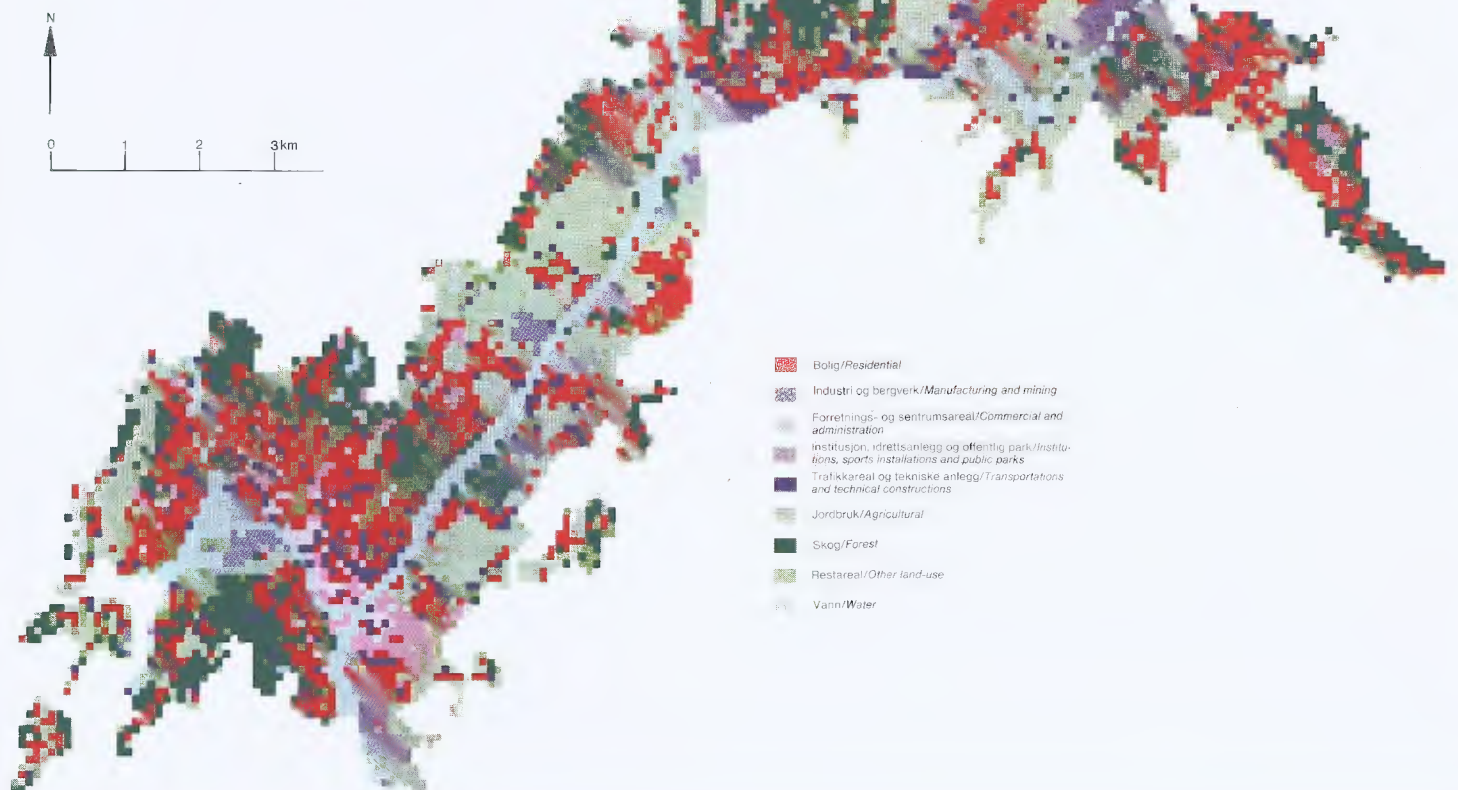 N
0 1 2 3 km
Bolig/Residential
Industri og bergverk/Manufacturing and mining
Forretnings- og sentrumsareal/Commercial and
administration
Institusjon, idrettsanlegg og offentlig park/Institu-
tions, sports installations and public parks
Trafikkareal og tekniske anlegg/Transportations
and technical constructions
Jordbruk/Agricultural
Skog/Forest
Restareal/Other land-use
Vann/Water